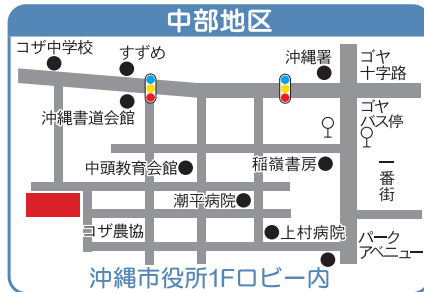 中部地区
コザ中学校
すずめ
沖縄署
ゴヤ
十字路
沖縄書道会館
ゴヤ
バス停
中頭教育会館
稲嶺書房
一番街
潮平病院
コザ農協
上村病院
パーク
アベニュー
沖縄市役所1Fロビー内